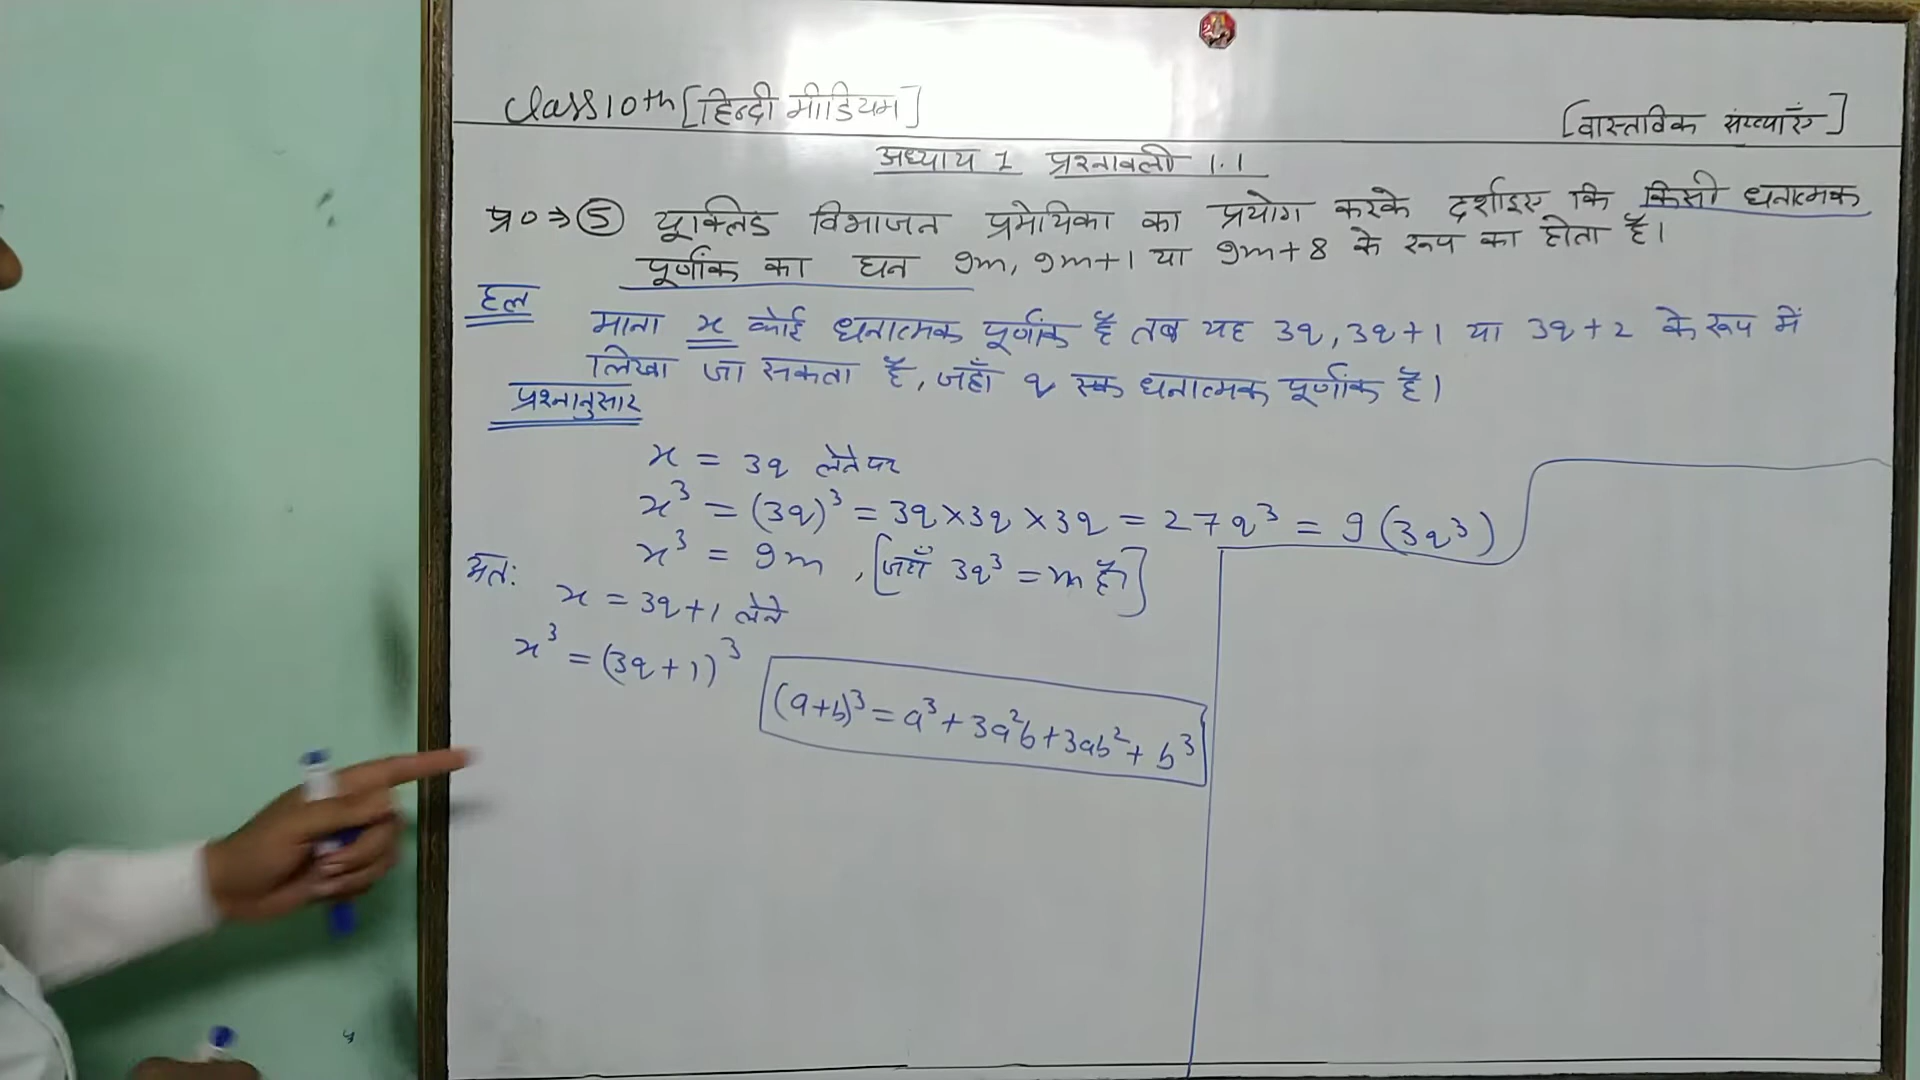 Class 10th [हिन्दी मीडियम]
[वास्तविक संख्याएँ]
अध्याय 1 प्रश्नावली 1.1
प्र० ⇒ ⑤ यूक्लिड विभाजन प्रमेयिका का प्रयोग करके दर्शाइए कि किसी धनात्मक
पूर्णांक का घन 9m, 9m+1 या 9m+8 के रूप का होता है।
हल
माना x कोई धनात्मक पूर्णांक है तब यह 3q, 3q+1 या 3q+2 के रूप में
लिखा जा सकता है, जहाँ q एक धनात्मक पूर्णांक है।
प्रश्नानुसार
x = 3q लेने पर
x³ = (3q)³ = 3q×3q×3q = 27q³ = 9(3q³)
x³ = 9m, [जहाँ 3q³ = m है]
अतः
x = 3q+1 लेने
x³ = (3q+1)³
(a+b)³ = a³+3a²b+3ab²+b³